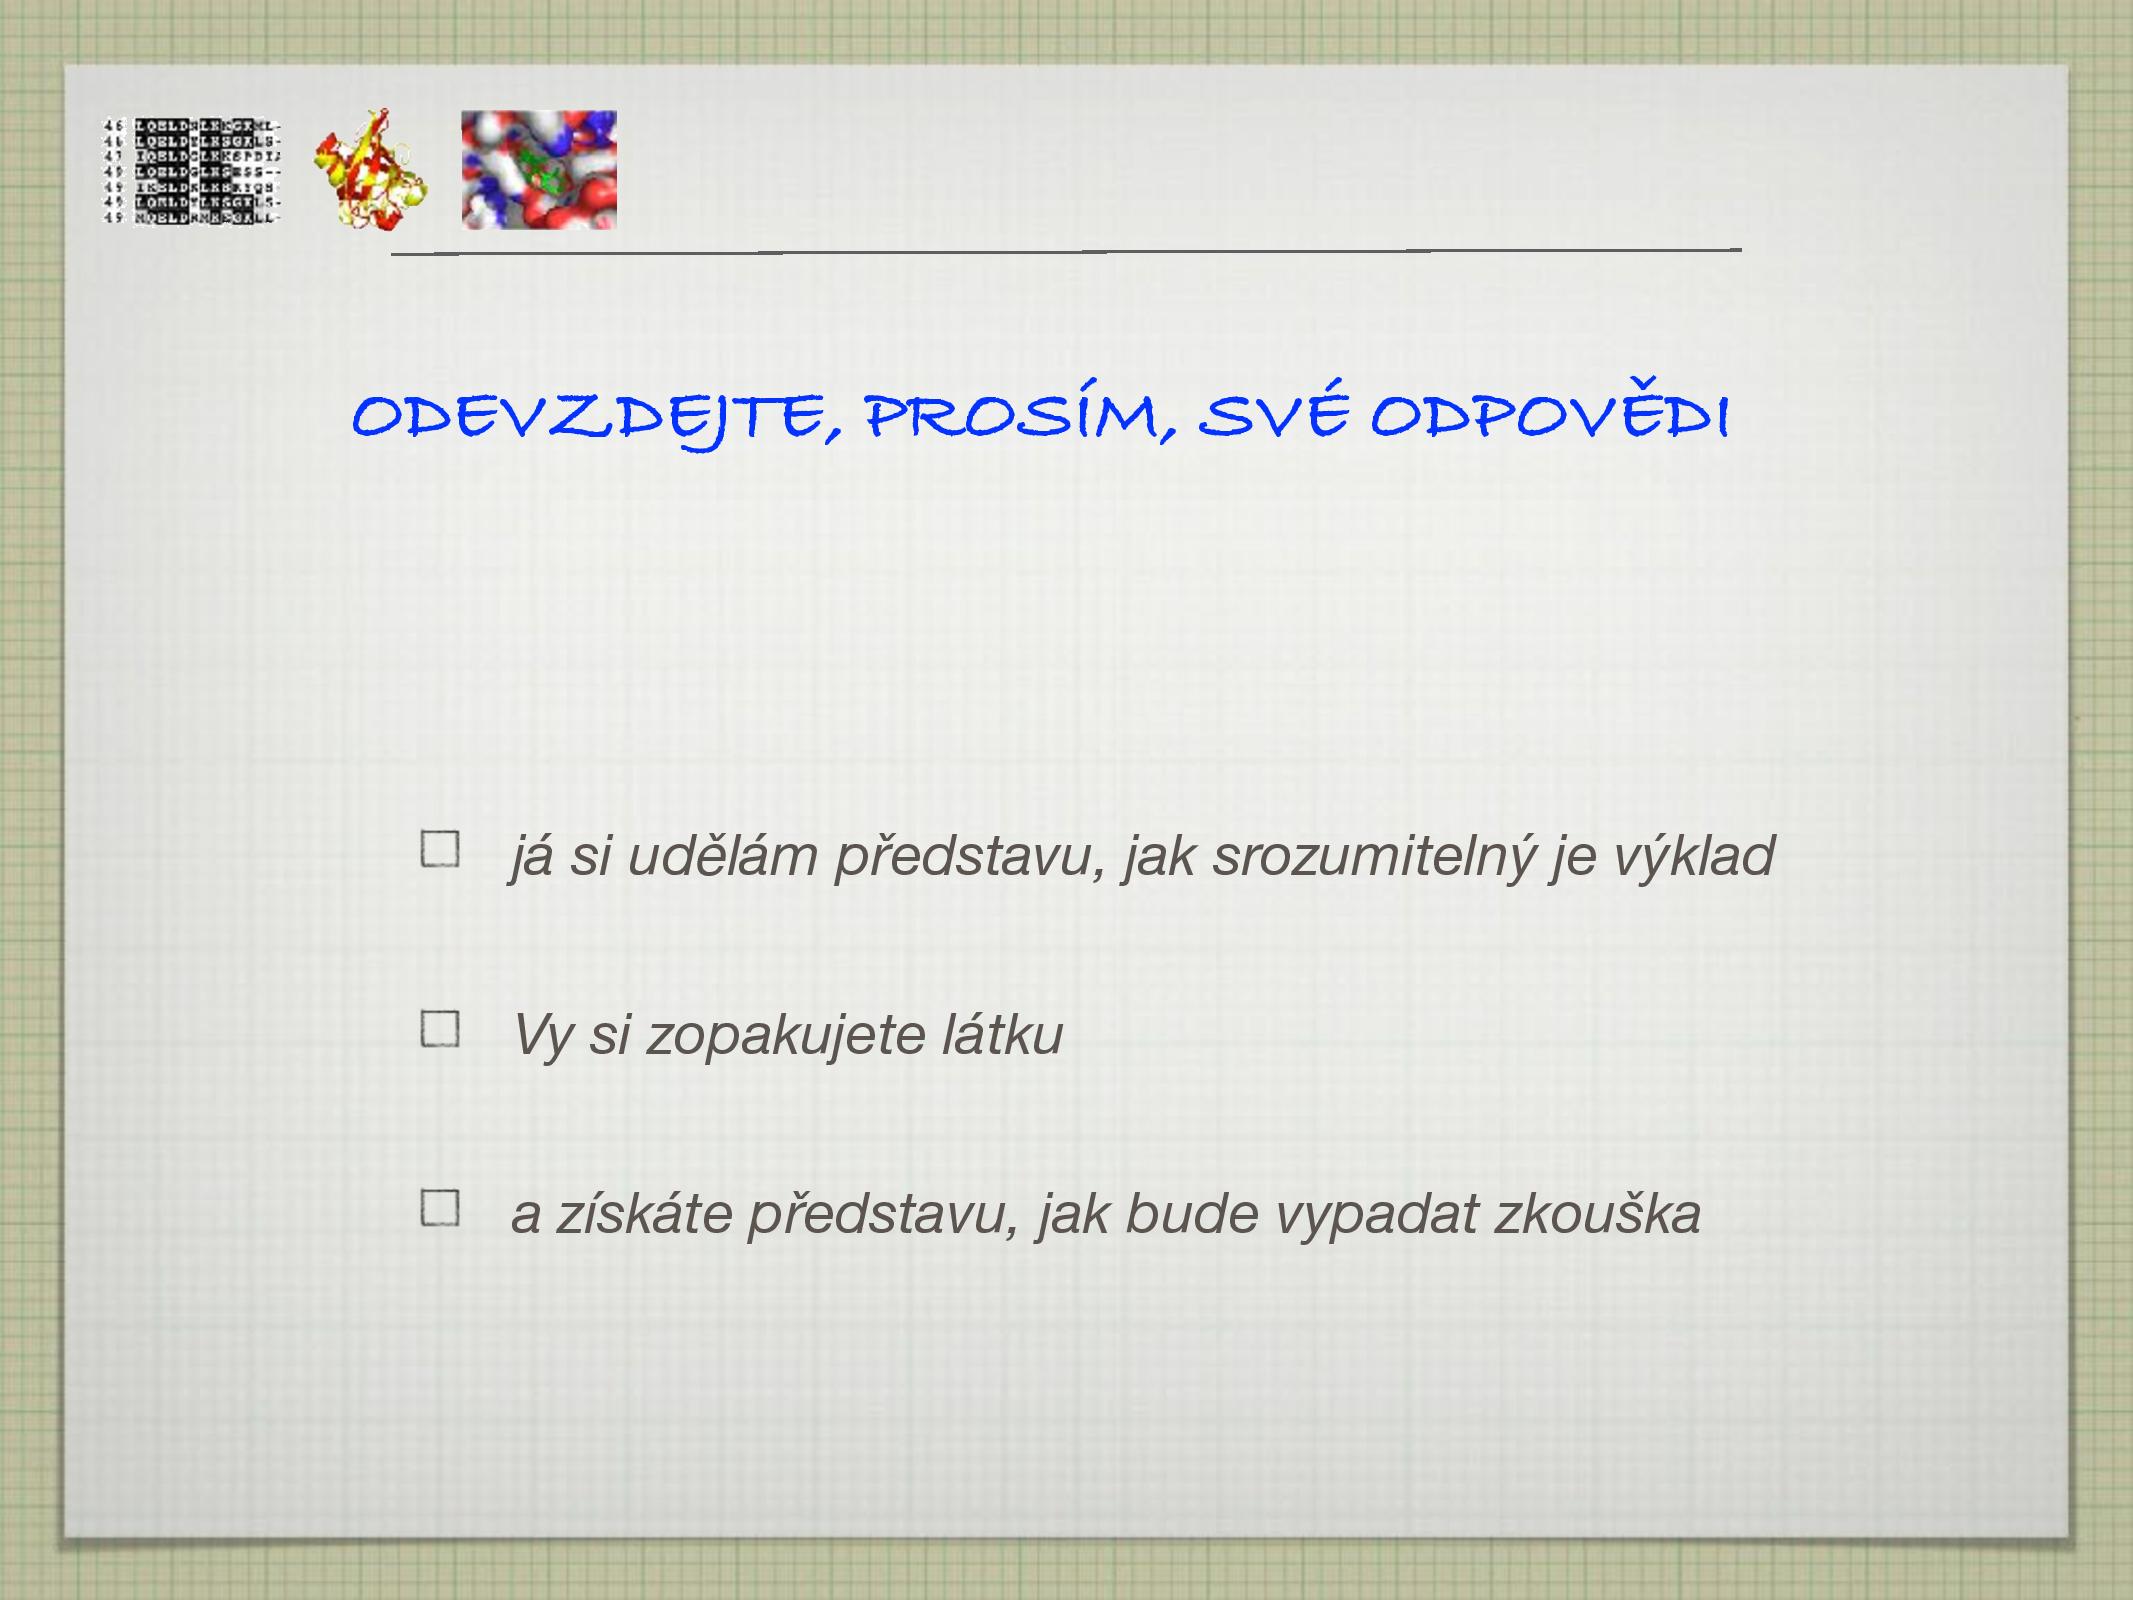 ODEVZDEJTE, PROSÍM, SVÉ ODPOVĚDI
já si udělám představu, jak srozumitelný je výklad
Vy si zopakujete látku
a získáte představu, jak bude vypadat zkouška